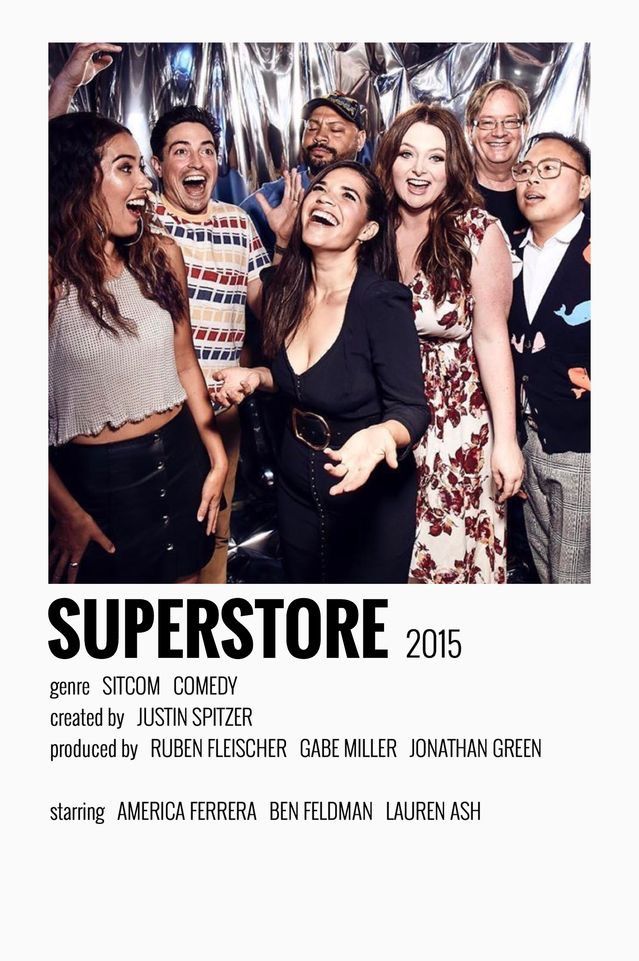 SUPERSTORE 2015
genre SITCOM COMEDY
created by JUSTIN SPITZER
produced by RUBEN FLEISCHER GABE MILLER JONATHAN GREEN
starring AMERICA FERRERA BEN FELDMAN LAUREN ASH